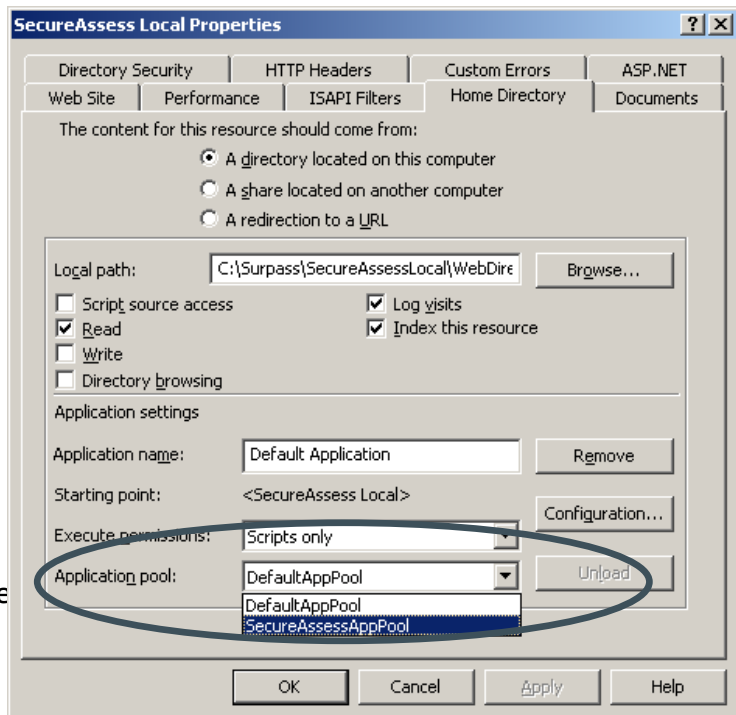 SecureAssess Local Properties
Directory Security HTTP Headers Custom Errors ASP.NET
Web Site Performance ISAPI Filters Home Directory Documents
The content for this resource should come from:
A directory located on this computer
A share located on another computer
A redirection to a URL
Local path: C:\Surpass\SecureAssessLocal\WebDire Browse...
Script source access Log visits
Read Index this resource
Write
Directory browsing
Application settings
Application name: Default Application Remove
Starting point: <SecureAssess Local>
Configuration...
Execute permissions: Scripts only
Application pool: DefaultAppPool Unload
e
DefaultAppPool
SecureAssessAppPool
OK Cancel Apply Help